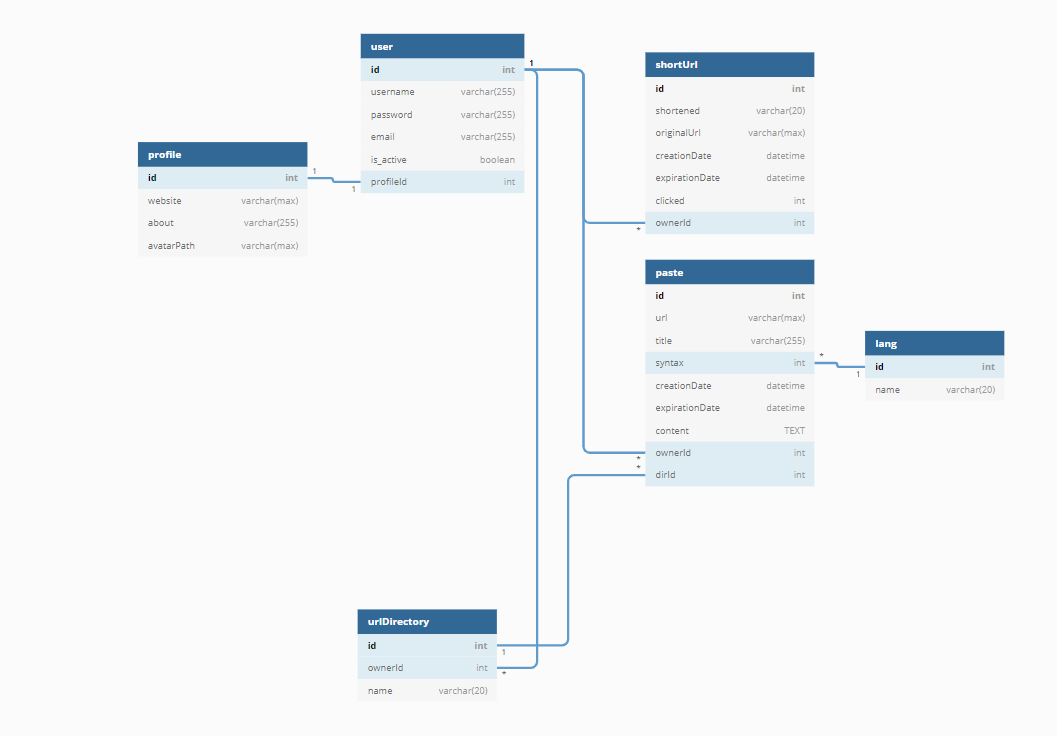 user
id int
username varchar(255)
password varchar(255)
email varchar(255)
is_active boolean
profileId int
1
1
profile
id int
website varchar(max)
about varchar(255)
avatarPath varchar(max)
1
shortUrl
id int
shortened varchar(20)
originalUrl varchar(max)
creationDate datetime
expirationDate datetime
clicked int
ownerId int
*
paste
id int
url varchar(max)
title varchar(255)
syntax int
creationDate datetime
expirationDate datetime
content TEXT
ownerId int
dirId int
*
*
*
lang
id int
name varchar(20)
1
urlDirectory
id int
ownerId int
name varchar(20)
1
*